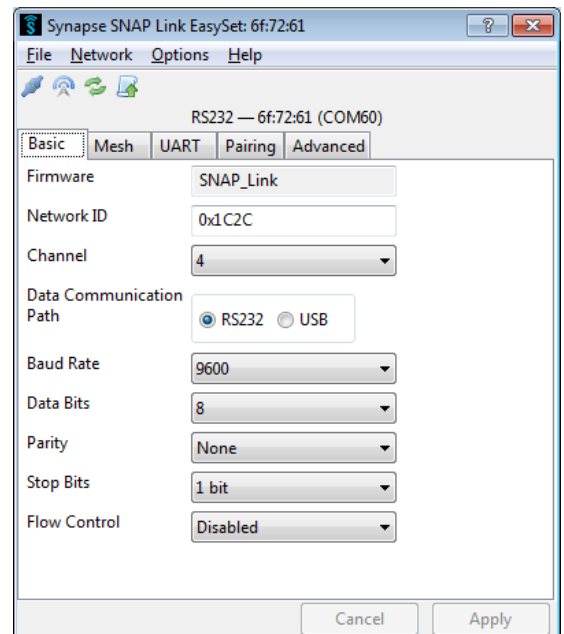 Synapse SNAP Link EasySet: 6f:72:61
File Network Options Help
RS232 — 6f:72:61 (COM60)
Basic Mesh UART Pairing Advanced
Firmware SNAP_Link
Network ID 0x1C2C
Channel 4
Data Communication
Path RS232 USB
Baud Rate 9600
Data Bits 8
Parity None
Stop Bits 1 bit
Flow Control Disabled
Cancel Apply